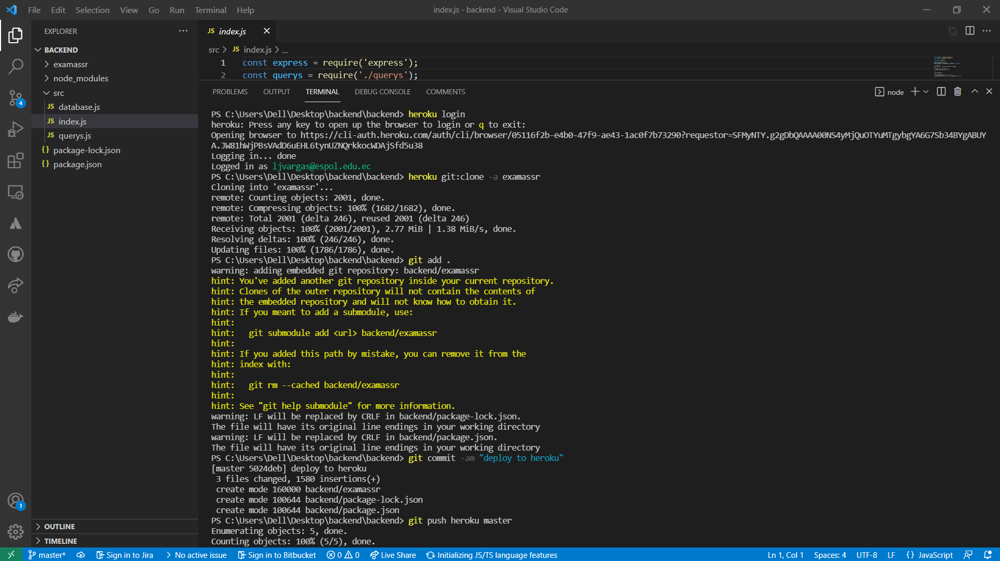 File Edit Selection View Go Run Terminal Help
index.js - backend - Visual Studio Code
EXPLORER
BACKEND
examassr
node_modules
src
JS database.js
JS index.js
JS querys.js
{} package-lock.json
{} package.json
OUTLINE
TIMELINE
4
1
JS index.js
src > JS index.js > ...
1 const express = require('express');
2 const querys = require('./querys');
PROBLEMS OUTPUT TERMINAL DEBUG CONSOLE COMMENTS
node
PS C:\Users\Dell\Desktop\backend\backend> heroku login
heroku: Press any key to open up the browser to login or q to exit:
Opening browser to https://cli-auth.heroku.com/auth/cli/browser/05116f2b-e4b0-47f9-ae43-1ac0f7b73290?requestor=SFMyNTY.g2gDbQAAAA00NS4yMjQuOTYuMTgybgYA6G7Sb34BYgABUY
A.JW81hWjPBsVAdD6uEHL6tynUZNQrkkocWDAjSfd5u38
Logging in... done
Logged in as ljvargas@espol.edu.ec
PS C:\Users\Dell\Desktop\backend\backend> heroku git:clone -a examassr
Cloning into 'examassr'...
remote: Counting objects: 2001, done.
remote: Compressing objects: 100% (1682/1682), done.
remote: Total 2001 (delta 246), reused 2001 (delta 246)
Receiving objects: 100% (2001/2001), 2.77 MiB | 1.38 MiB/s, done.
Resolving deltas: 100% (246/246), done.
Updating files: 100% (1786/1786), done.
PS C:\Users\Dell\Desktop\backend\backend> git add .
warning: adding embedded git repository: backend/examassr
hint: You've added another git repository inside your current repository.
hint: Clones of the outer repository will not contain the contents of
hint: the embedded repository and will not know how to obtain it.
hint: If you meant to add a submodule, use:
hint:
hint:   git submodule add <url> backend/examassr
hint:
hint: If you added this path by mistake, you can remove it from the
hint: index with:
hint:
hint:   git rm --cached backend/examassr
hint:
hint: See "git help submodule" for more information.
warning: LF will be replaced by CRLF in backend/package-lock.json.
The file will have its original line endings in your working directory
warning: LF will be replaced by CRLF in backend/package.json.
The file will have its original line endings in your working directory
PS C:\Users\Dell\Desktop\backend\backend> git commit -am "deploy to heroku"
[master 5024deb] deploy to heroku
 3 files changed, 1580 insertions(+)
 create mode 160000 backend/examassr
 create mode 100644 backend/package-lock.json
 create mode 100644 backend/package.json
PS C:\Users\Dell\Desktop\backend\backend> git push heroku master
Enumerating objects: 5, done.
Counting objects: 100% (5/5), done.
master* Sign in to Jira No active issue Sign in to Bitbucket 0 0 Live Share Initializing JS/TS language features Ln 1, Col 1 Spaces: 4 UTF-8 LF {} JavaScript